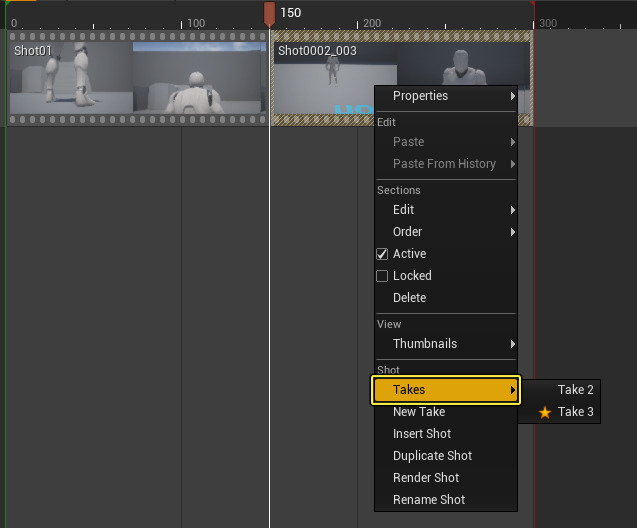 150
0
100
200
300
Shot01
Shot0002_003
Properties
Edit
Paste
Paste From History
Sections
Edit
Order
Active
Locked
Delete
View
Thumbnails
Shot
Takes
Take 2
New Take
Take 3
Insert Shot
Duplicate Shot
Render Shot
Rename Shot